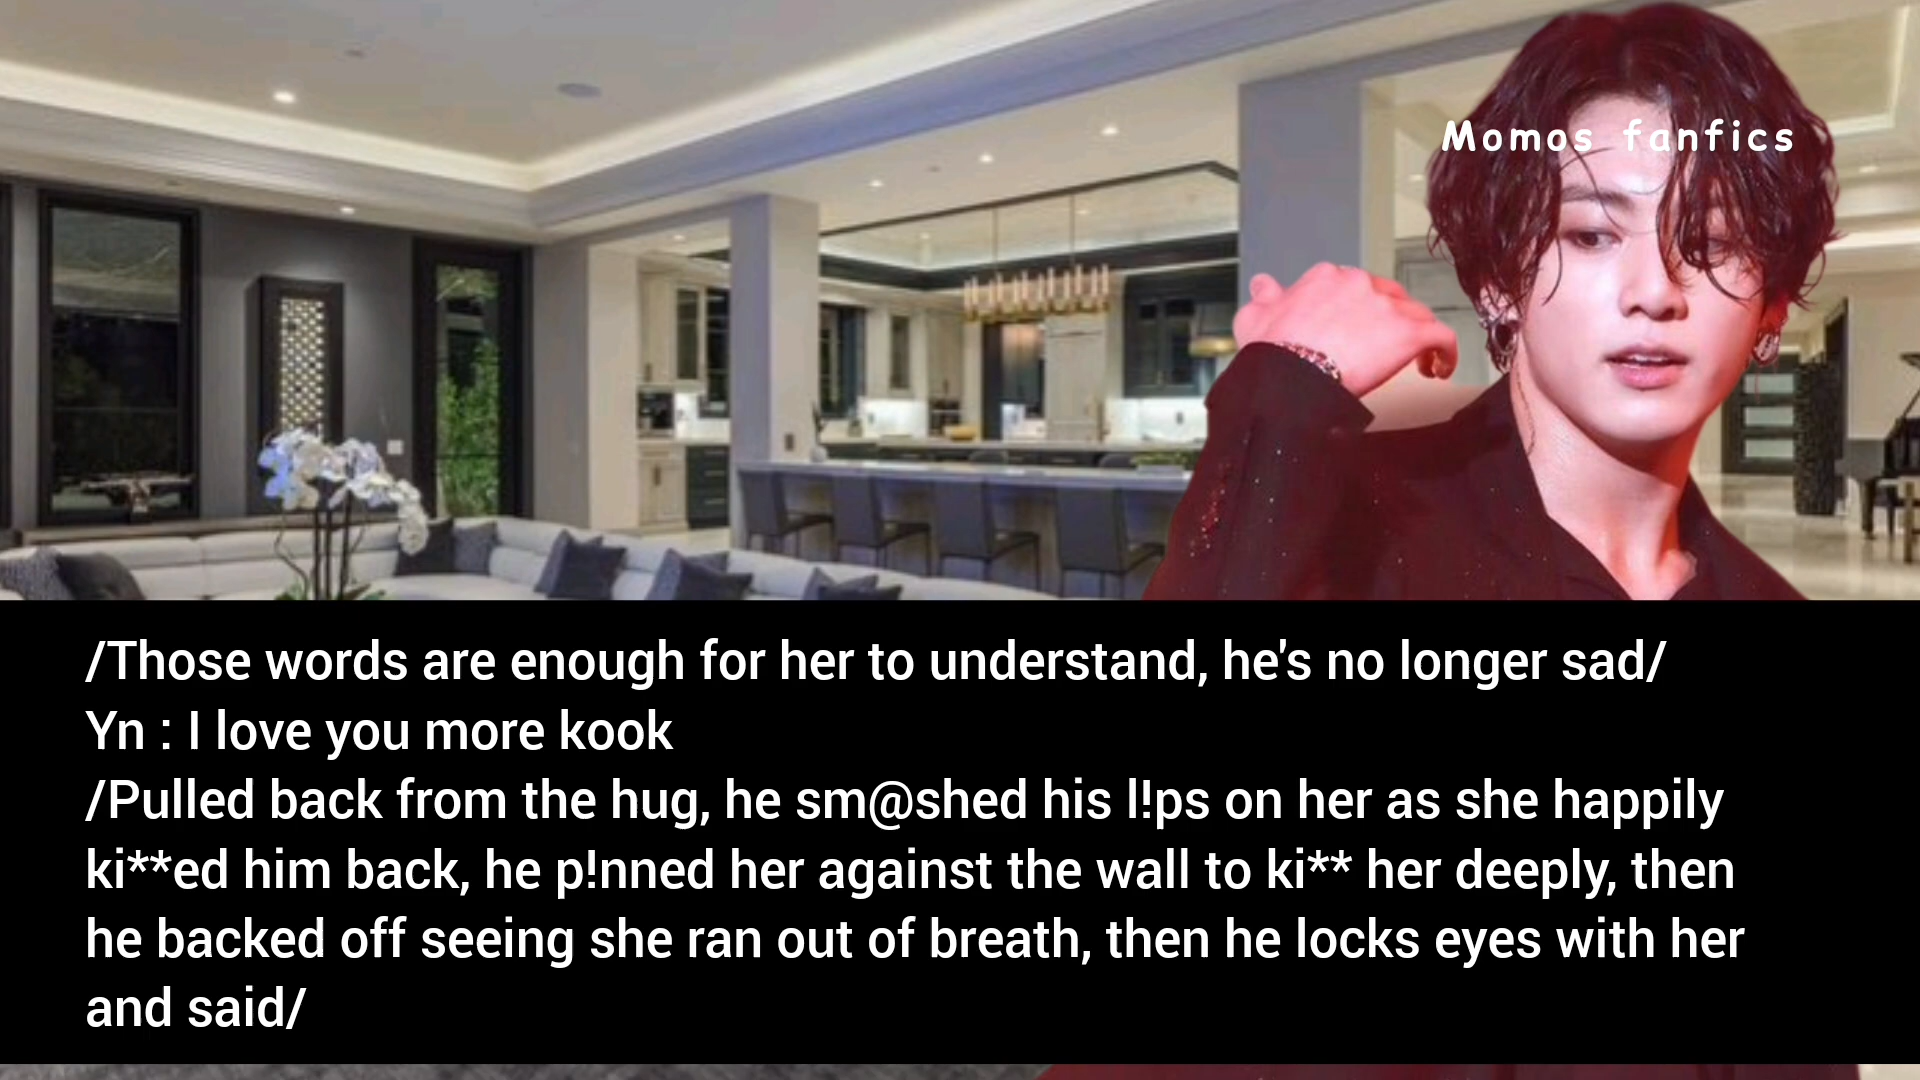 Momos fanfics
/Those words are enough for her to understand, he's no longer sad/
Yn : I love you more kook
/Pulled back from the hug, he sm@shed his l!ps on her as she happily
ki**ed him back, he p!nned her against the wall to ki** her deeply, then
he backed off seeing she ran out of breath, then he locks eyes with her
and said/